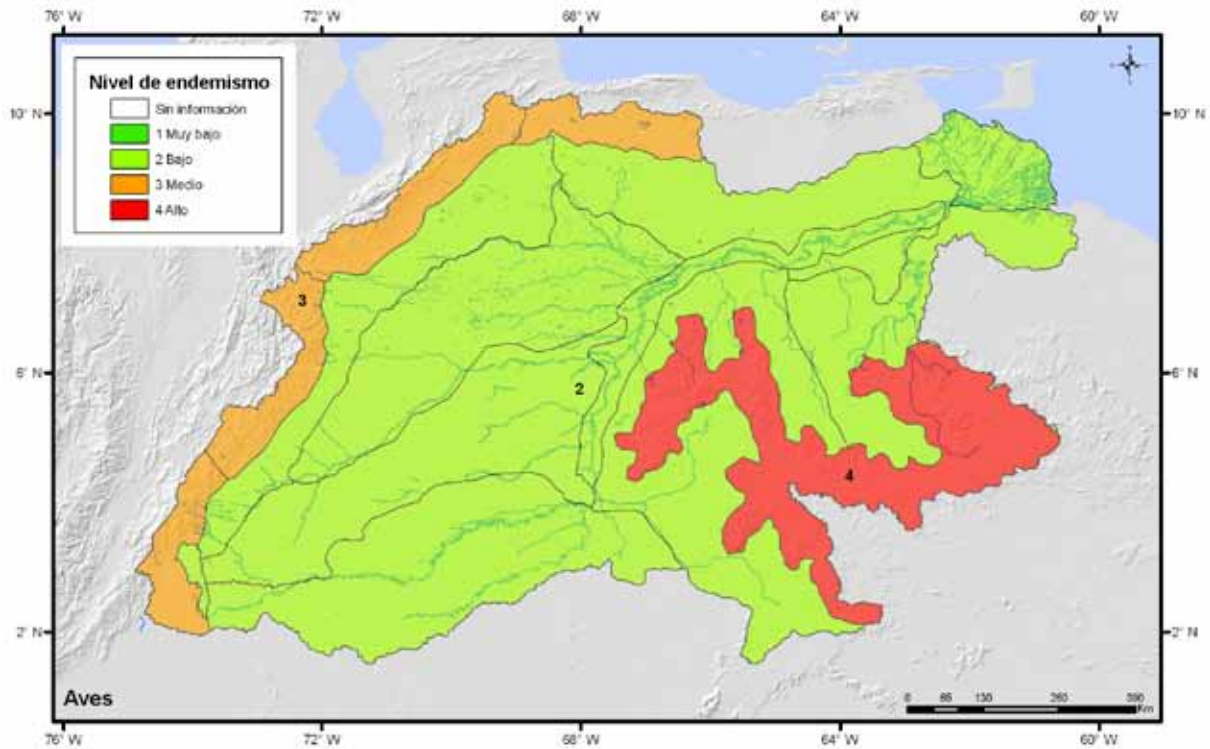 76° W 72° W 68° W 64° W 60° W
Nivel de endemismo
Sin información
1 Muy bajo
2 Bajo
3 Medio
4 Alto
10° N 10° N
3
6° N 6° N
2
4
2° N 2° N
Aves
0 65 130 260 390
Km
76° W 72° W 68° W 64° W 60° W